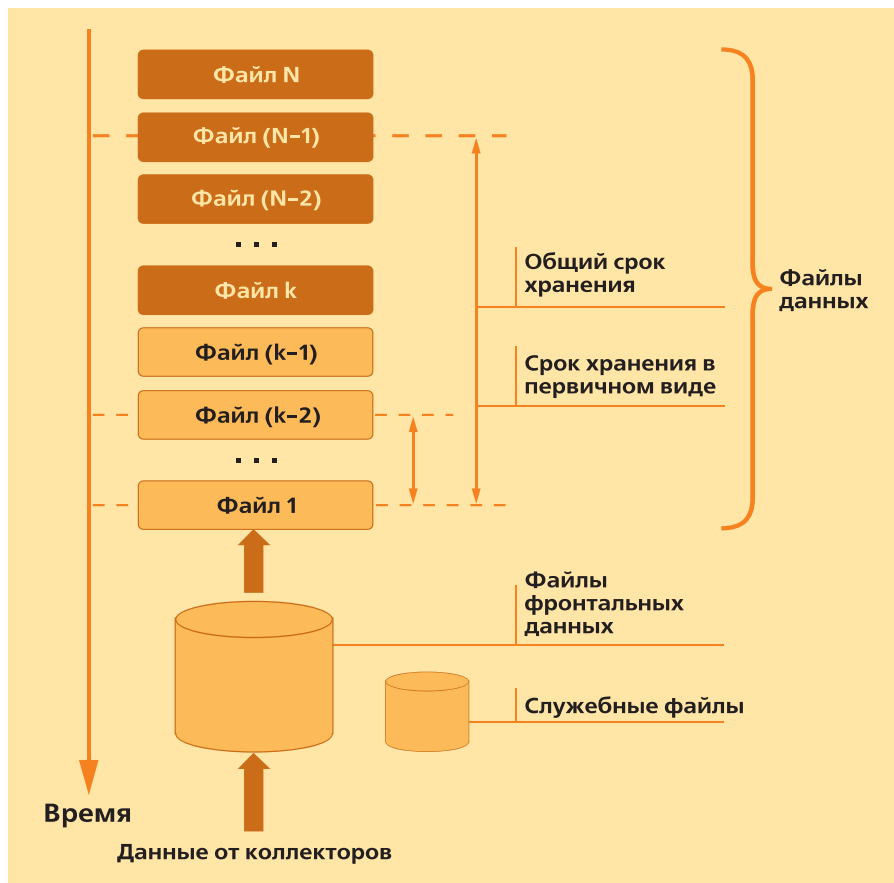 Файл N
Файл (N–1)
Файл (N–2)
. . .
Файл k
Файл (k–1)
Файл (k–2)
. . .
Файл 1
Общий срок
хранения
Срок хранения в
первичном виде
Файлы
данных
Файлы
фронтальных
данных
Служебные файлы
Время
Данные от коллекторов